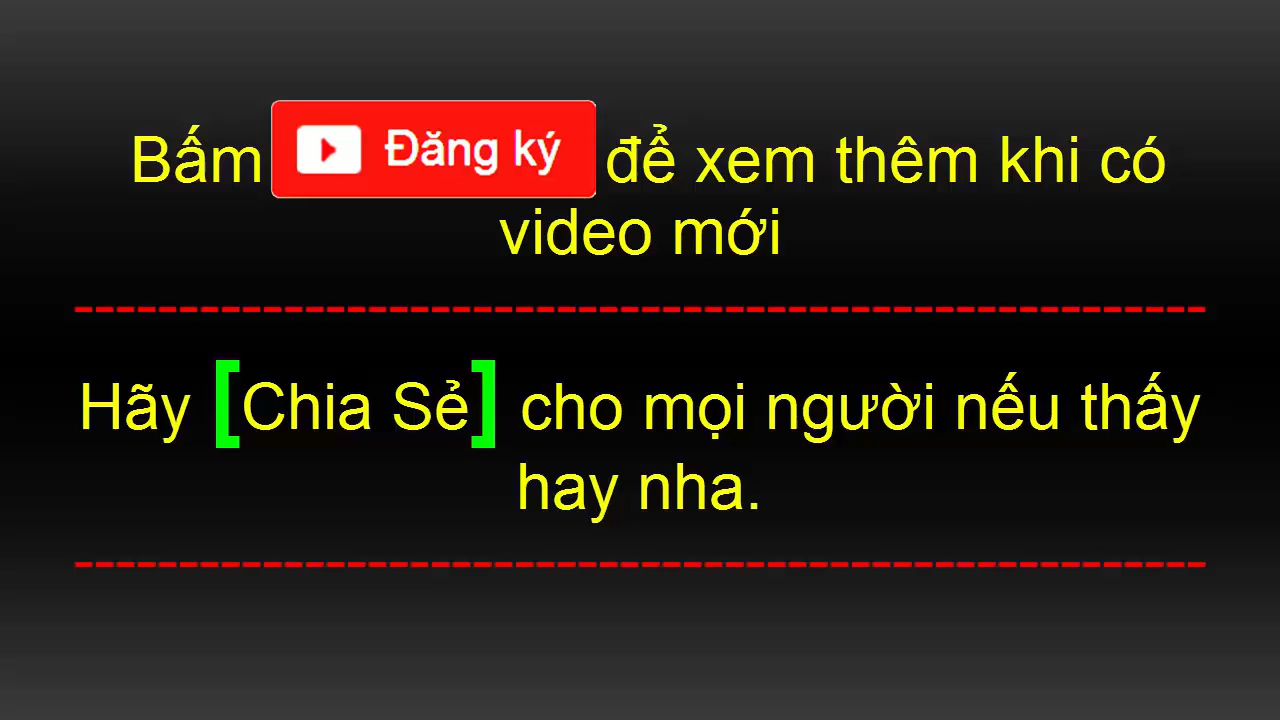 Bấm Đăng ký để xem thêm khi có
video mới
------------------------------------------------------
Hãy [Chia Sẻ] cho mọi người nếu thấy
hay nha.
------------------------------------------------------